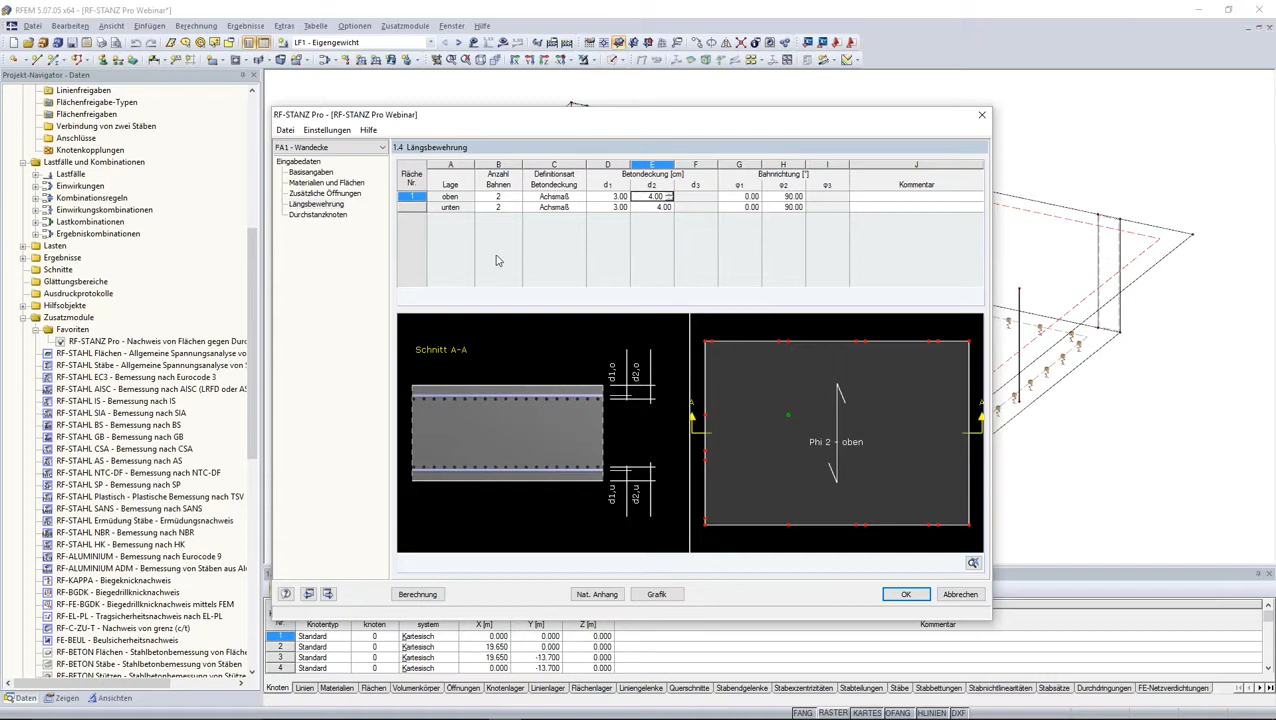 RFEM 5.07.05 x64 - [RF-STANZ Pro Webinar]
Datei Bearbeiten Ansicht Einfügen Berechnung Ergebnisse Extras Tabelle Optionen Zusatzmodule Fenster Hilfe
LF1 - Eigengewicht
Projekt-Navigator - Daten
Linienfreigabe
Flächenfreigabe-Typen
Flächenfreigaben
Verbindung von zwei Stäben
Anschlüsse
Knotenkopplungen
Lastfälle und Kombinationen
Lastfälle
Einwirkungen
Kombinationsregeln
Einwirkungskombinationen
Lastkombinationen
Ergebniskombinationen
Lasten
Ergebnisse
Schnitte
Glättungsbereiche
Ausdruckprotokolle
Hilfsobjekte
Zusatzmodule
Favoriten
RF-STANZ Pro - Nachweis von Flächen gegen Durc
RF-STAHL Flächen - Allgemeine Spannungsanalyse vo
RF-STAHL Stäbe - Allgemeine Spannungsanalyse von
RF-STAHL EC3 - Bemessung nach Eurocode 3
RF-STAHL AISC - Bemessung nach AISC (LRFD oder AS
RF-STAHL IS - Bemessung nach IS
RF-STAHL SIA - Bemessung nach SIA
RF-STAHL BS - Bemessung nach BS
RF-STAHL GB - Bemessung nach GB
RF-STAHL CSA - Bemessung nach CSA
RF-STAHL AS - Bemessung nach AS
RF-STAHL NTC-DF - Bemessung nach NTC-DF
RF-STAHL SP - Bemessung nach SP
RF-STAHL Plastisch - Plastische Bemessung nach TSV
RF-STAHL SANS - Bemessung nach SANS
RF-STAHL Ermüdung Stäbe - Ermüdungsnachweis
RF-STAHL NBR - Bemessung nach NBR
RF-STAHL HK - Bemessung nach HK
RF-ALUMINIUM - Bemessung nach Eurocode 9
RF-ALUMINIUM ADM - Bemessung von Stäben aus Al
RF-KAPPA - Biegeknicknachweis
RF-BGDK - Biegedrillknicknachweis
RF-FE-BGDK - Biegedrillknicknachweis mittels FEM
RF-EL-PL - Tragsicherheitsnachweis nach EL-PL
RF-C-ZU-T - Nachweis von grenz (c/t)
FE-BEUL - Beulsicherheitsnachweis
RF-BETON Flächen - Stahlbetonbemessung von Fläche
RF-BETON Stäbe - Stahlbetonbemessung von Stäben
Daten Zeigen Ansichten
RF-STANZ Pro - [RF-STANZ Pro Webinar]
Datei Einstellungen Hilfe
FA1 - Wandecke
1.4 Längsbewehrung
Eingabedaten
Basisangaben
Materialien und Flächen
Zusätzliche Öffnungen
Längsbewehrung
Durchstanzknoten
A B C D E F G H I J
Fläche Anzahl Definitionsart Betondeckung [cm] Bahnrichtung [°]
Nr. Lage Bahnen Betondeckung d1 d2 d3 φ1 φ2 φ3 Kommentar
1 oben 2 Achsmaß 3.00 4.00 0.00 90.00
unten 2 Achsmaß 3.00 4.00 0.00 90.00
Schnitt A-A
d1,o
d2,o
d1,u
d2,u
A
A
Phi 2 - oben
Berechnung Nat. Anhang Grafik OK Abbrechen
Nr. Knotentyp knoten system X [m] Y [m] Z [m] Kommentar
1 Standard 0 Kartesisch 0.000 0.000 0.000
2 Standard 0 Kartesisch 19.650 0.000 0.000
3 Standard 0 Kartesisch 19.650 -13.700 0.000
4 Standard 0 Kartesisch 0.000 -13.700 0.000
Knoten Linien Materialien Flächen Volumenkörper Öffnungen Knotenlager Linienlager Flächenlager Liniengelenke Querschnitte Stabendgelenke Stabexzentrizitäten Stabteilungen Stäbe Stabbettungen Stabnichtlinearitäten Stabsätze Durchdringungen FE-Netzverdichtungen
FANG RASTER KARTES OFANG HLINIEN DXF